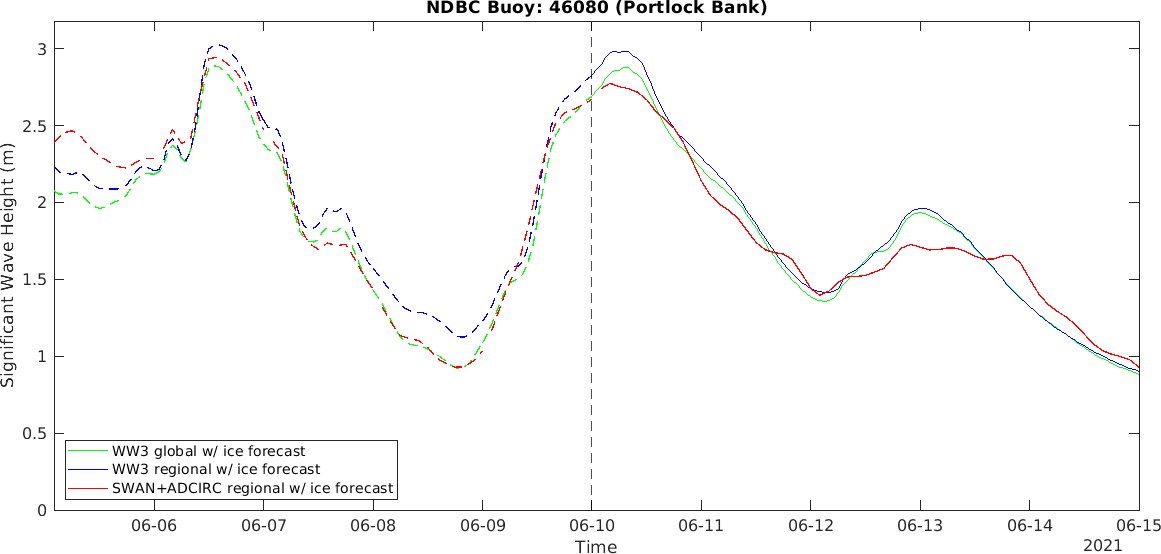 NDBC Buoy: 46080 (Portlock Bank)
Significant Wave Height (m)
3
2.5
2
1.5
1
0.5
0
WW3 global w/ ice forecast
WW3 regional w/ ice forecast
SWAN+ADCIRC regional w/ ice forecast
06-06 06-07 06-08 06-09 06-10 06-11 06-12 06-13 06-14 06-15
Time
2021